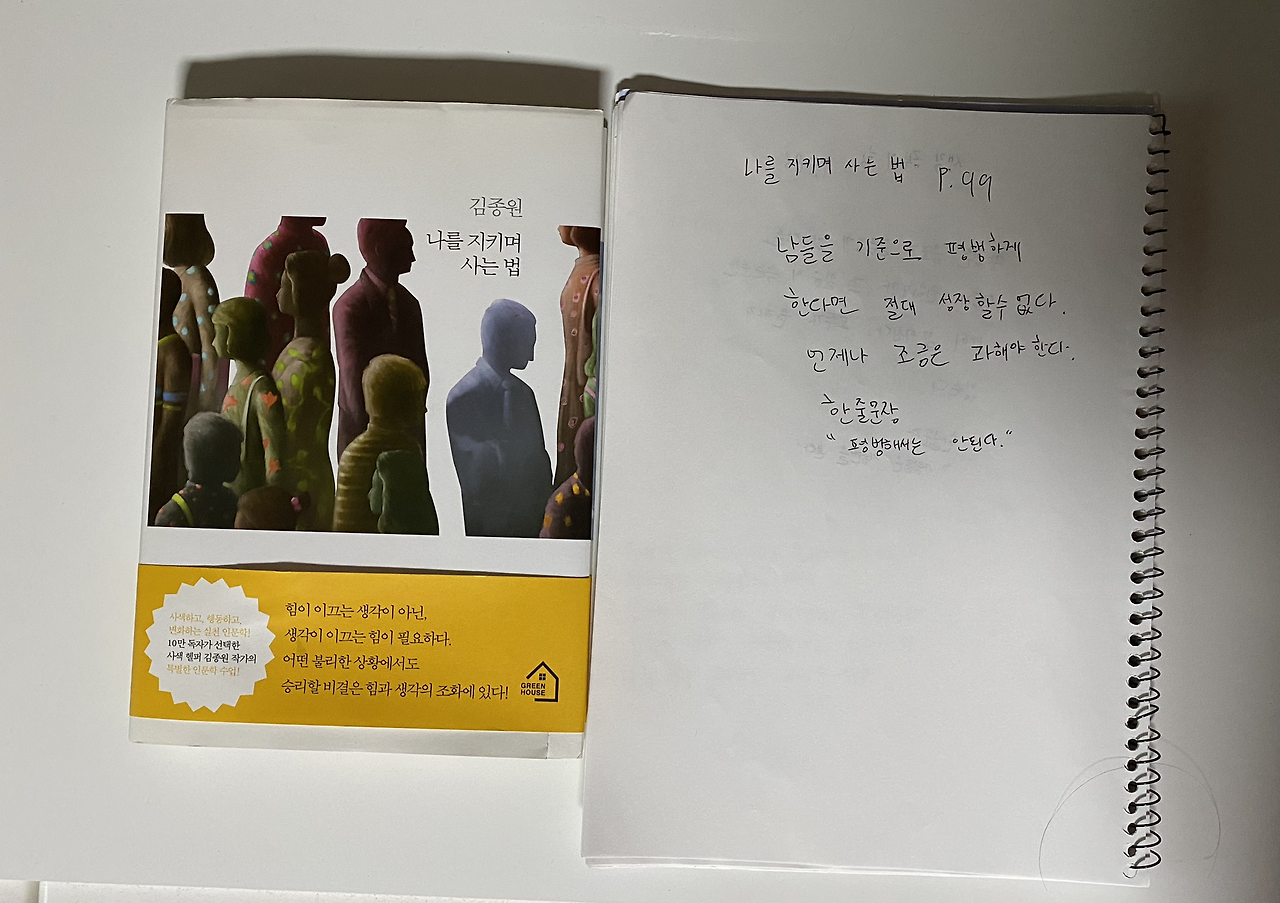 김종원
나를 지키며
사는 법
사색하고, 행동하고,
변화하는 실천 인문학!
10만 독자가 선택한
사색 헬퍼 김종원 작가의
특별한 인문학 수업!
힘이 이끄는 생각이 아닌,
생각이 이끄는 힘이 필요하다.
어떤 불리한 상황에서도
승리할 비결은 힘과 생각의 조화에 있다!
GREEN
HOUSE
나를 지키며 사는 법 P. 99
남들을 기준으로 평범하게
한다면 절대 성장할수 없다.
언제나 조금은 과해야 한다.
한줄문장
"평범해서는 안된다."